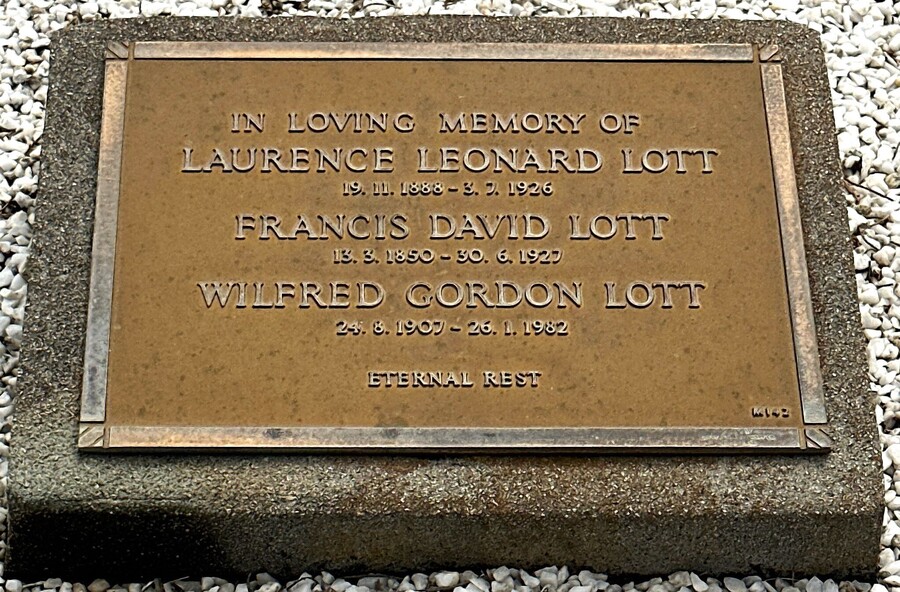 IN LOVING MEMORY OF
LAURENCE LEONARD LOTT
19. 11. 1888 - 3. 7. 1926
FRANCIS DAVID LOTT
13. 3. 1850 - 30. 6. 1927
WILFRED GORDON LOTT
24. 8. 1907 - 26. 1. 1982
ETERNAL REST
M142